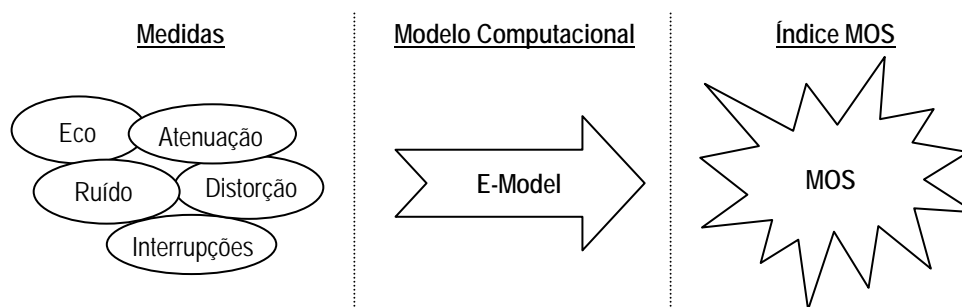 Medidas
Modelo Computacional
Índice MOS
Eco
Atenuação
Ruído
Distorção
Interrupções
E-Model
MOS